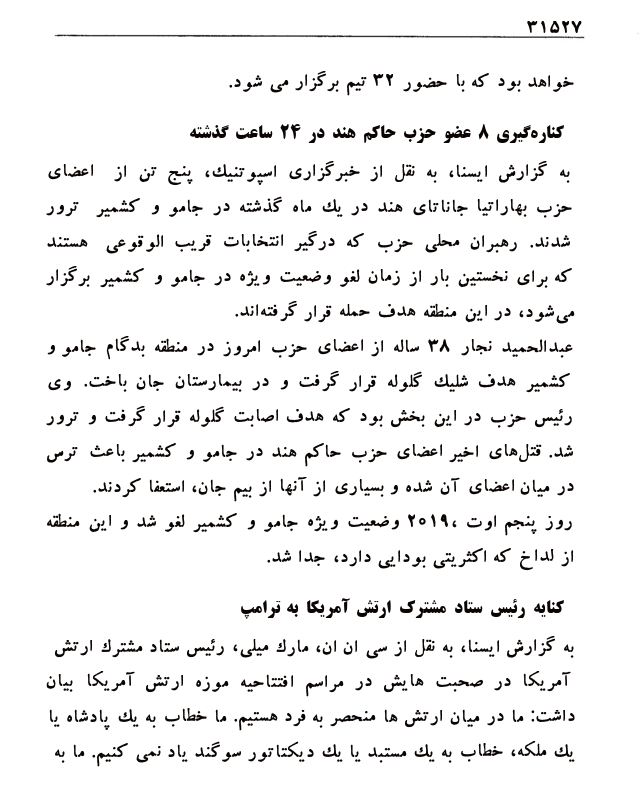 ۳۱۵۲۷
خواهد بود که با حضور ۳۲ تیم برگزار می شود.
کناره‌گیری ۸ عضو حزب حاکم هند در ۲۴ ساعت گذشته
به گزارش ایسنا، به نقل از خبرگزاری اسپوتنیك، پنج تن از اعضای
حزب بهاراتیا جاناتای هند در یك ماه گذشته در جامو و کشمیر ترور
شدند. رهبران محلی حزب که درگیر انتخابات قریب الوقوعی هستند
که برای نخستین بار از زمان لغو وضعیت ویژه در جامو و کشمیر برگزار
می‌شود، در این منطقه هدف حمله قرار گرفته‌اند.
عبدالحمید نجار ۳۸ ساله از اعضای حزب امروز در منطقه بدگام جامو و
کشمیر هدف شلیك گلوله قرار گرفت و در بیمارستان جان باخت. وی
رئیس حزب در این بخش بود که هدف اصابت گلوله قرار گرفت و ترور
شد. قتل‌های اخیر اعضای حزب حاکم هند در جامو و کشمیر باعث ترس
در میان اعضای آن شده و بسیاری از آنها از بیم جان، استعفا کردند.
روز پنجم اوت ،۲۰۱۹ وضعیت ویژه جامو و کشمیر لغو شد و این منطقه
از لداخ که اکثریتی بودایی دارد، جدا شد.
کنایه رئیس ستاد مشترک ارتش آمریکا به ترامپ
به گزارش ایسنا، به نقل از سی ان ان، مارك میلی، رئیس ستاد مشترك ارتش
آمریکا در صحبت هایش در مراسم افتتاحیه موزه ارتش آمریکا بیان
داشت: ما در میان ارتش ها منحصر به فرد هستیم. ما خطاب به یك پادشاه یا
یك ملکه، خطاب به یك مستبد یا یك دیکتاتور سوگند یاد نمی کنیم. ما به